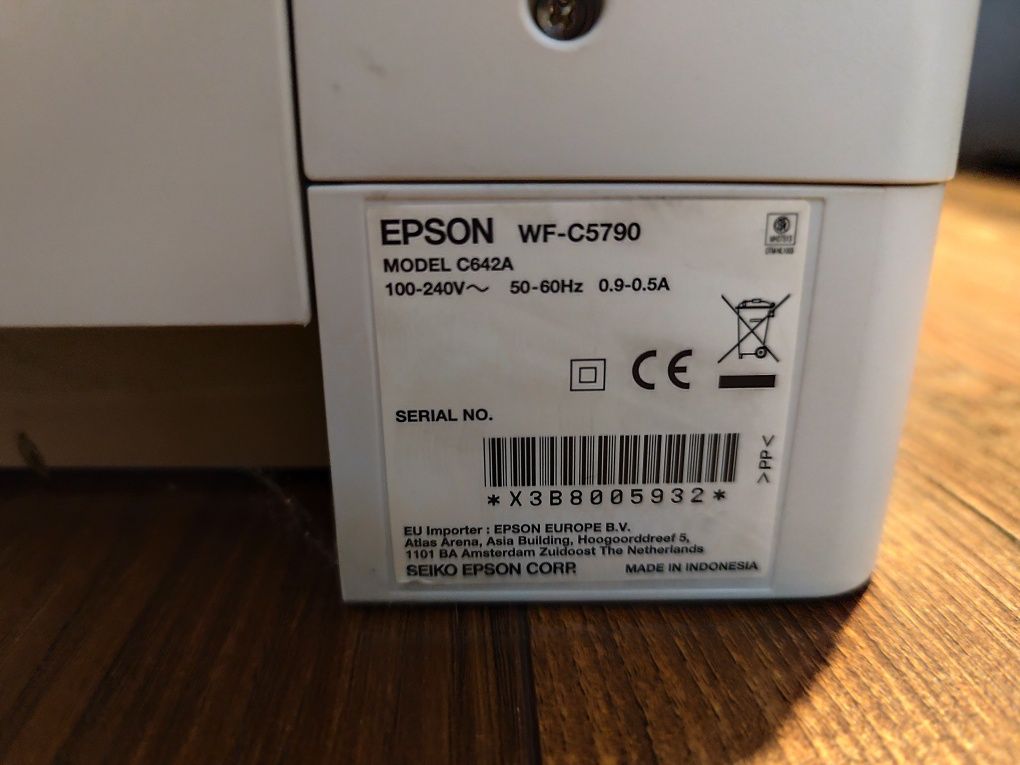 EPSON WF-C5790
MODEL C642A
100-240V～ 50-60Hz 0.9-0.5A
CE
SERIAL NO.
>PP<
*X3B8005932*
EU Importer : EPSON EUROPE B.V.
Atlas Arena, Asia Building, Hoogoorddreef 5,
1101 BA Amsterdam Zuidoost The Netherlands
SEIKO EPSON CORP. MADE IN INDONESIA